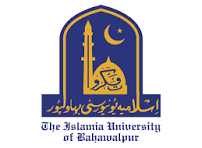 اسلامیہ یونیورسٹی بہاولپور
The Islamia University
of Bahawalpur